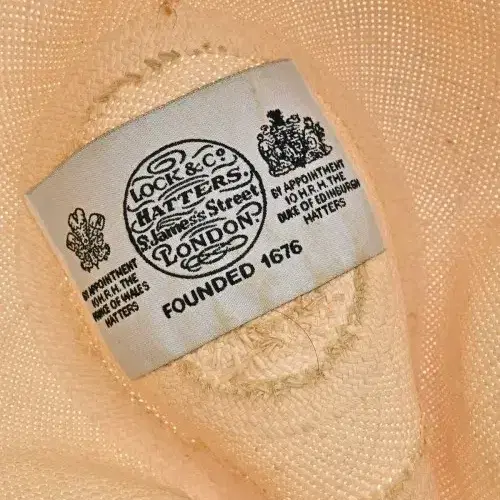 LOCK & Co.
HATTERS.
St James's Street
LONDON.
FOUNDED 1676
BY APPOINTMENT
TO H.R.H. THE
DUKE OF WALES
HATTERS
BY APPOINTMENT
TO H.R.H. THE
DUKE OF EDINBURGH
HATTERS